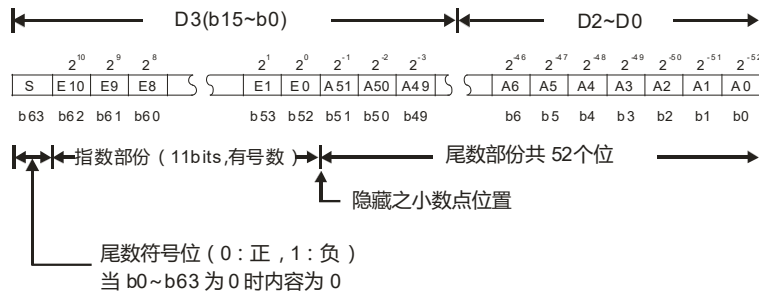 D3(b15~b0) D2~D0
2^10 2^9 2^8 2^1 2^0 2^-1 2^-2 2^-3 2^-46 2^-47 2^-48 2^-49 2^-50 2^-51 2^-52
S E10 E9 E8 E1 E0 A51 A50 A49 A6 A5 A4 A3 A2 A1 A0
b63 b62 b61 b60 b53 b52 b51 b50 b49 b6 b5 b4 b3 b2 b1 b0
指数部份（11bits,有号数） 尾数部份共 52个位
隐藏之小数点位置
尾数符号位（0：正，1：负）
当 b0~b63 为 0 时内容为 0